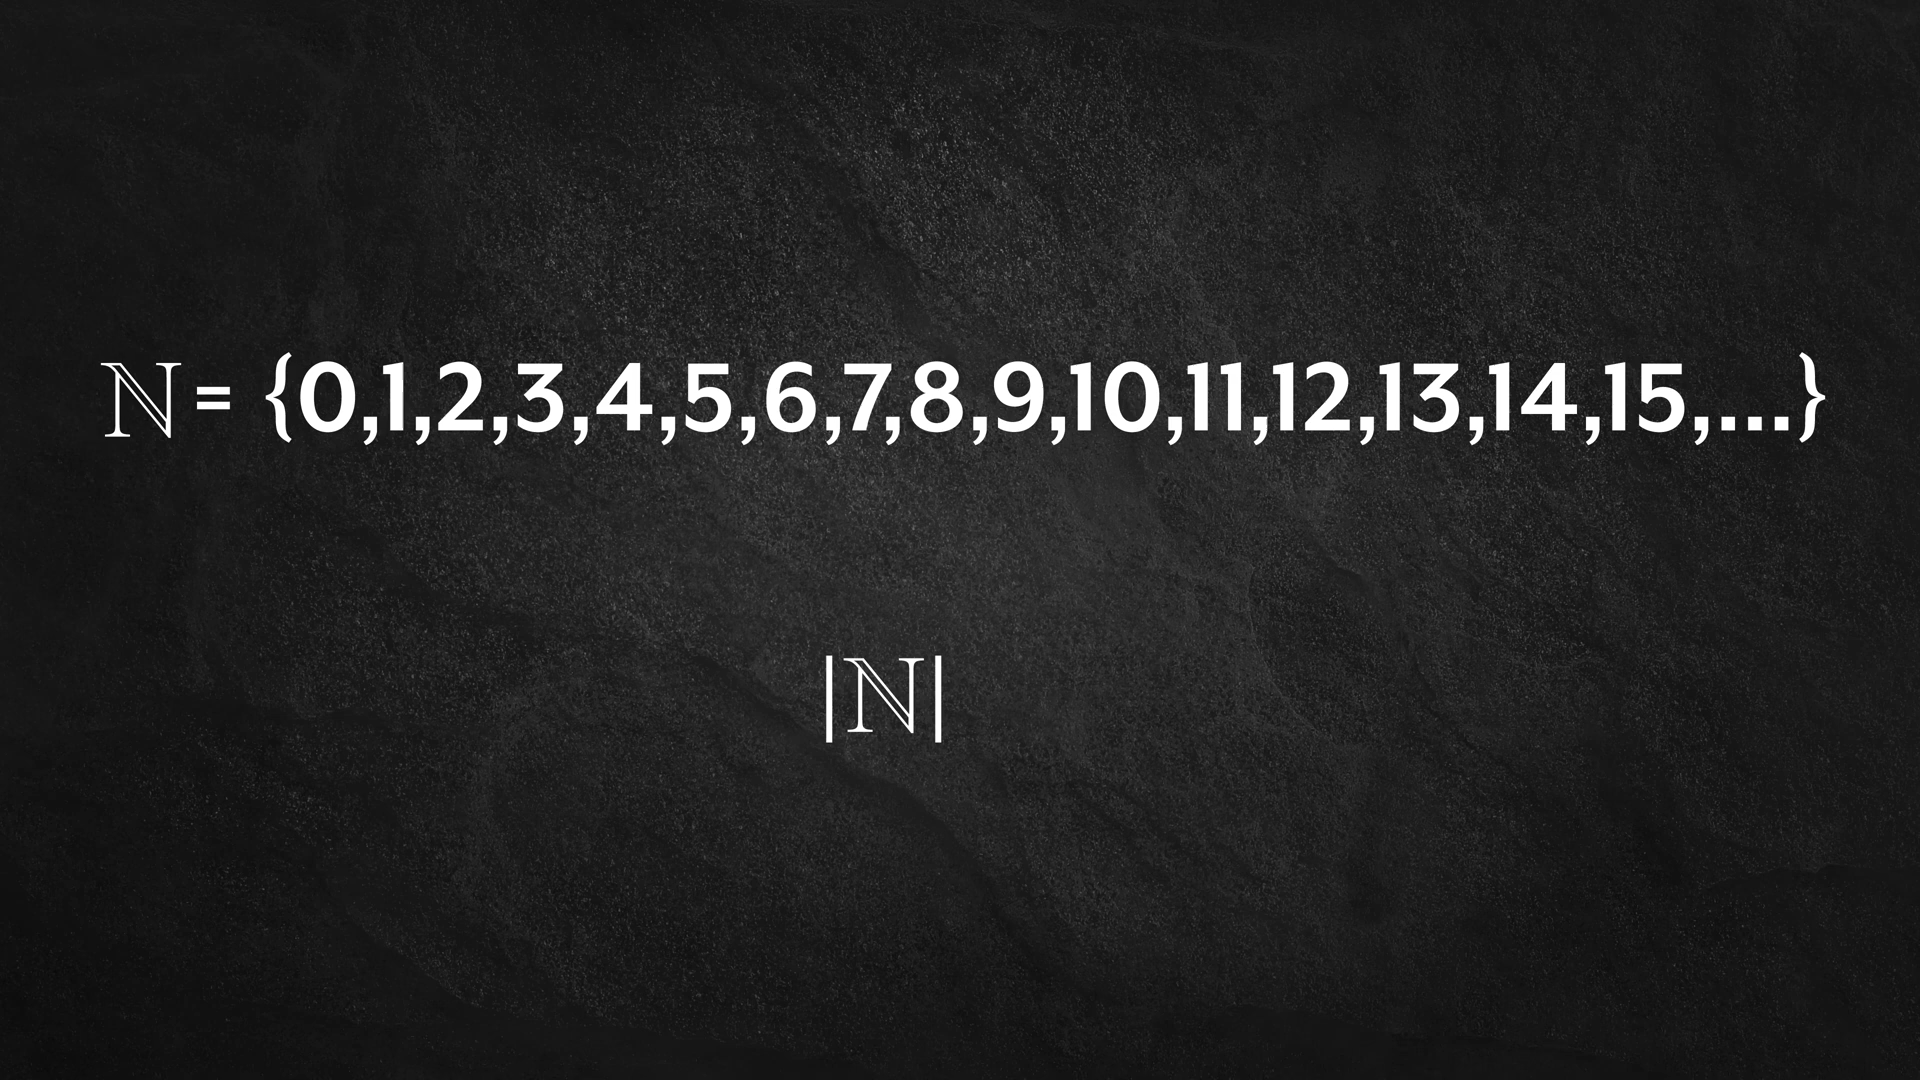 ℕ = {0,1,2,3,4,5,6,7,8,9,10,11,12,13,14,15,...}
|ℕ|